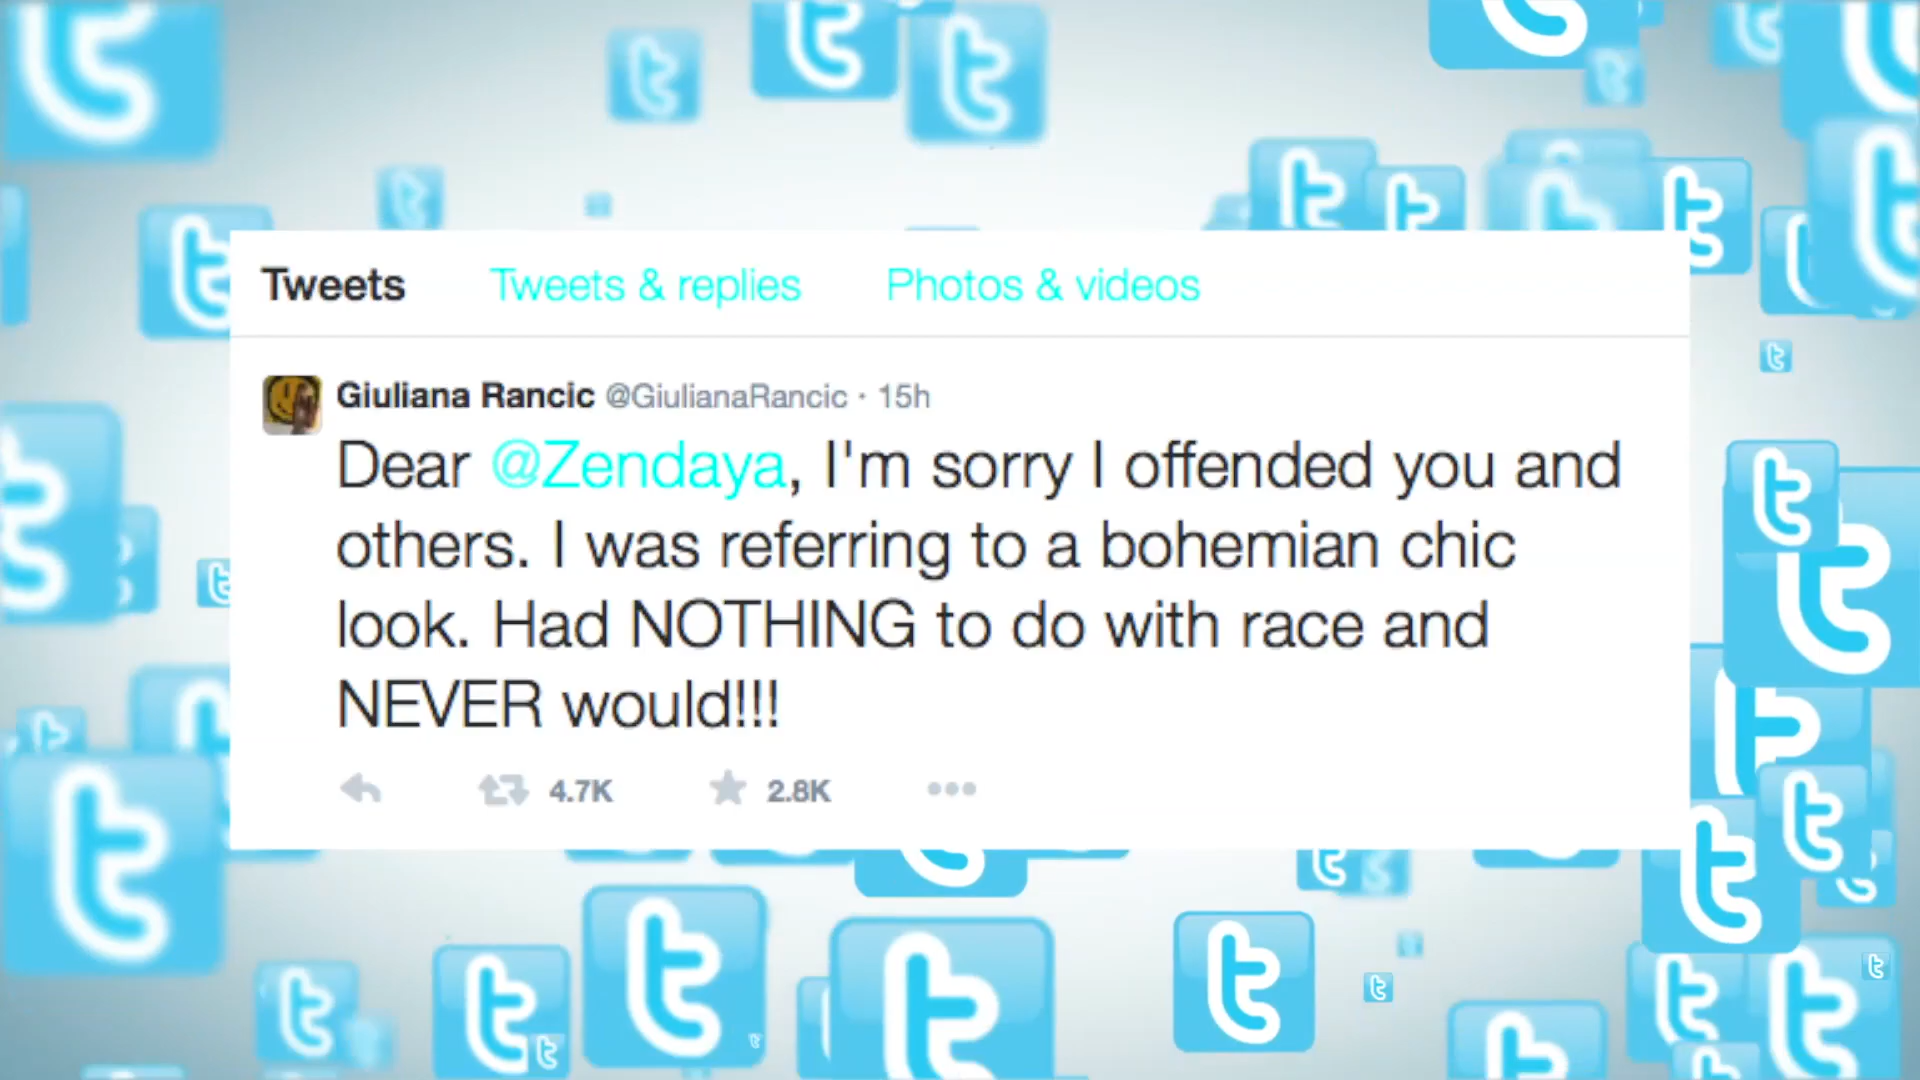 Tweets Tweets & replies Photos & videos
Giuliana Rancic @GiulianaRancic · 15h
Dear @Zendaya, I'm sorry I offended you and
others. I was referring to a bohemian chic
look. Had NOTHING to do with race and
NEVER would!!!
4.7K 2.8K